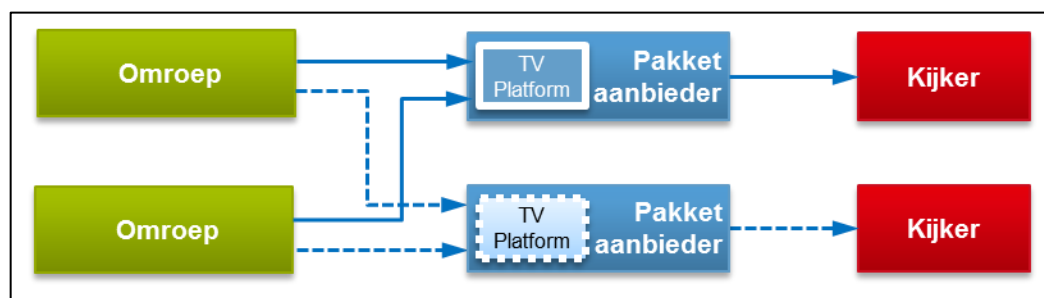 Omroep
TV
Platform
Pakket
aanbieder
Kijker
Omroep
TV
Platform
Pakket
aanbieder
Kijker